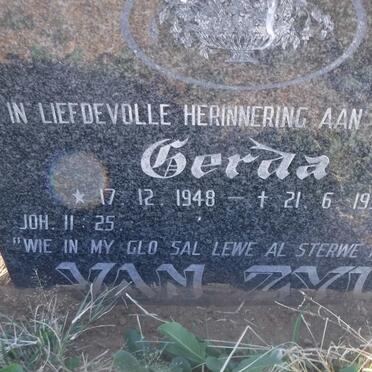 IN LIEFDEVOLLE HERINNERING AAN
Gerda
★ 17. 12. 1948 — ✝ 21. 6. 19
JOH. 11 : 25
"WIE IN MY GLO SAL LEWE AL STERWE
VAN ZYL